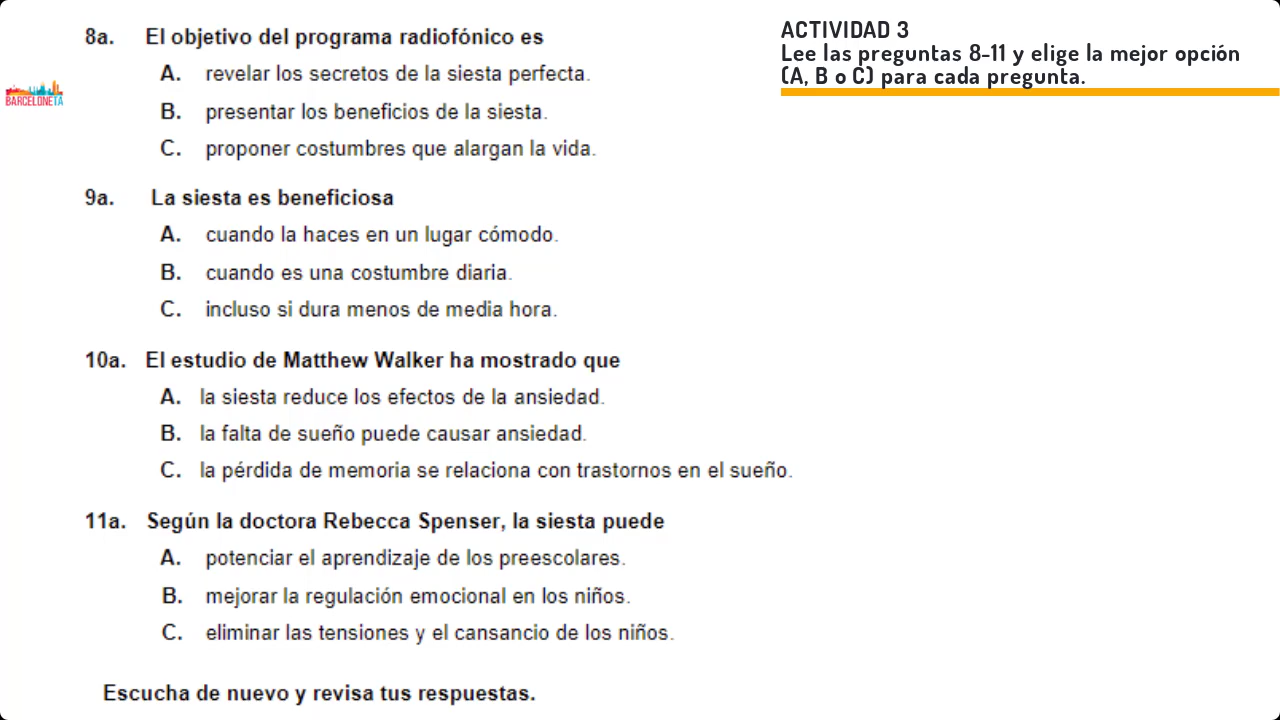 8a. El objetivo del programa radiofónico es
A. revelar los secretos de la siesta perfecta.
B. presentar los beneficios de la siesta.
C. proponer costumbres que alargan la vida.
9a. La siesta es beneficiosa
A. cuando la haces en un lugar cómodo.
B. cuando es una costumbre diaria.
C. incluso si dura menos de media hora.
10a. El estudio de Matthew Walker ha mostrado que
A. la siesta reduce los efectos de la ansiedad.
B. la falta de sueño puede causar ansiedad.
C. la pérdida de memoria se relaciona con trastornos en el sueño.
11a. Según la doctora Rebecca Spenser, la siesta puede
A. potenciar el aprendizaje de los preescolares.
B. mejorar la regulación emocional en los niños.
C. eliminar las tensiones y el cansancio de los niños.
Escucha de nuevo y revisa tus respuestas.
ACTIVIDAD 3
Lee las preguntas 8-11 y elige la mejor opción
(A, B o C) para cada pregunta.
BARCELONETA